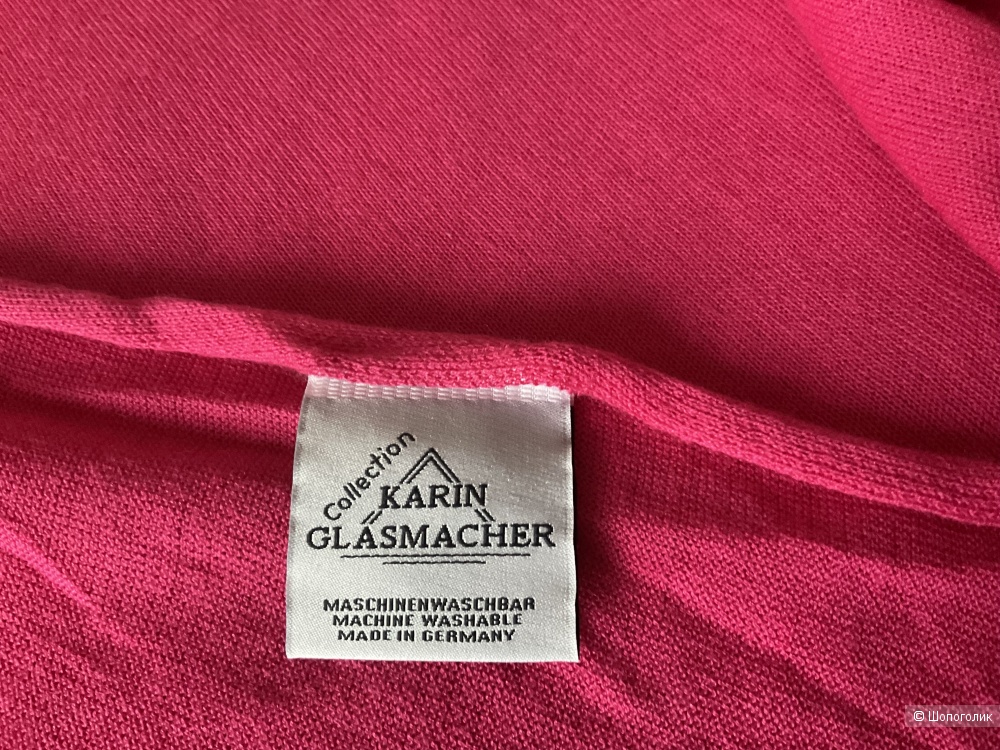 Collection
KARIN
GLASMACHER
MASCHINENWASCHBAR
MACHINE WASHABLE
MADE IN GERMANY
© Шопоголик